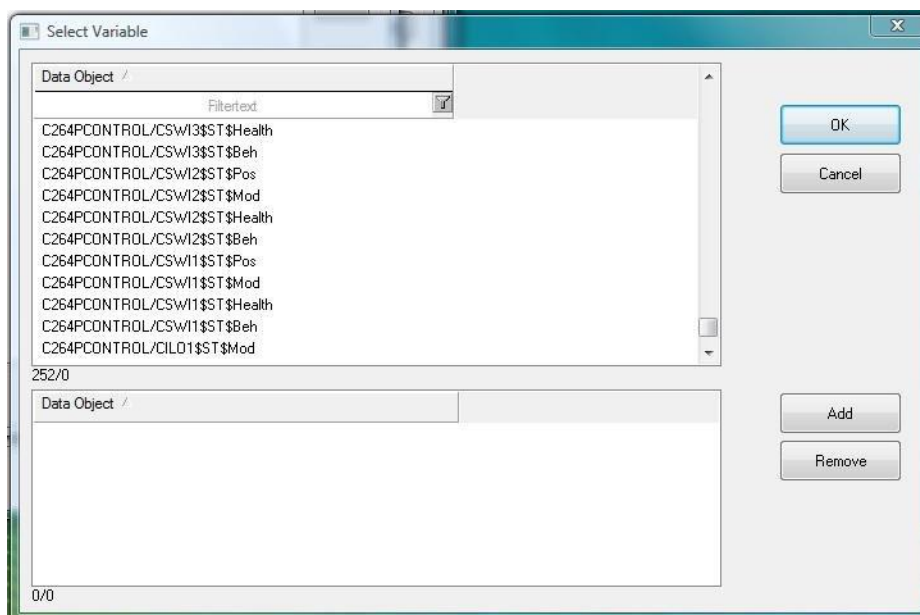 Select Variable
Data Object
Filtertext
C264PCONTROL/CSWI3$ST$Health
C264PCONTROL/CSWI3$ST$Beh
C264PCONTROL/CSWI2$ST$Pos
C264PCONTROL/CSWI2$ST$Mod
C264PCONTROL/CSWI2$ST$Health
C264PCONTROL/CSWI2$ST$Beh
C264PCONTROL/CSWI1$ST$Pos
C264PCONTROL/CSWI1$ST$Mod
C264PCONTROL/CSWI1$ST$Health
C264PCONTROL/CSWI1$ST$Beh
C264PCONTROL/CILO1$ST$Mod
252/0
OK
Cancel
Data Object
0/0
Add
Remove